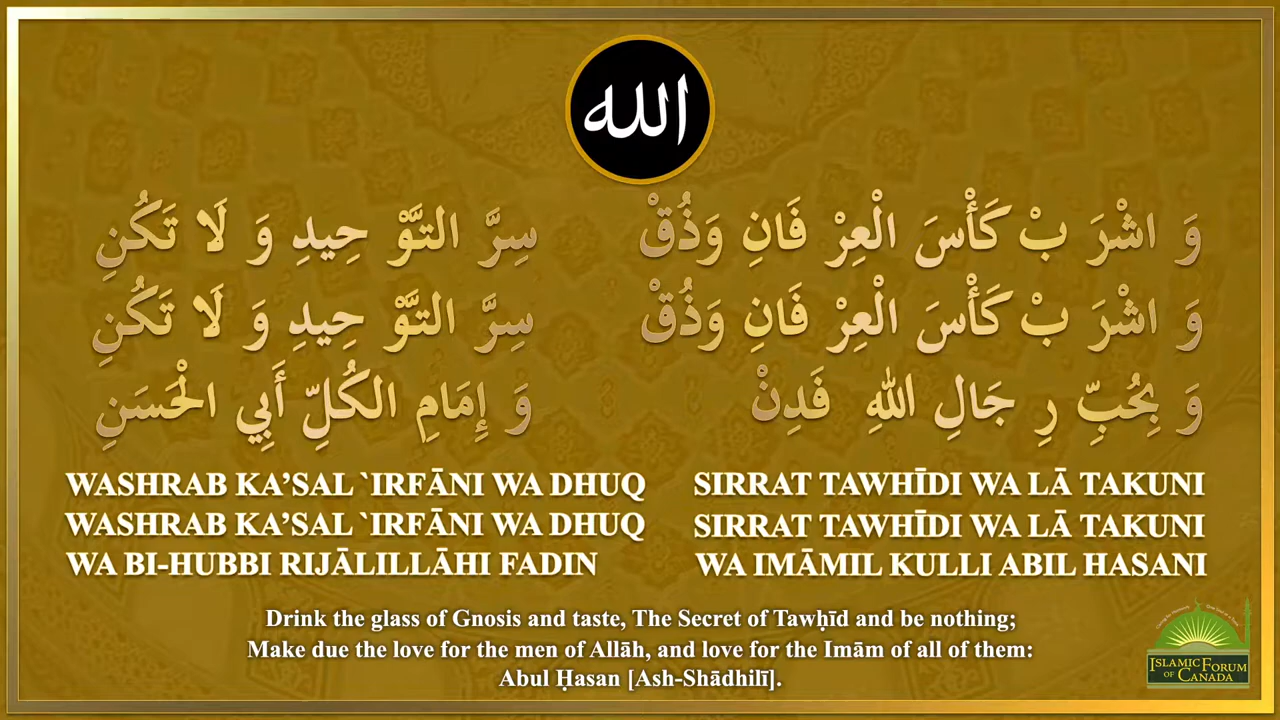 الله
وَ اشْرَ بْ كَأْسَ الْعِرْ فَانِ وَذُقْ سِرَّ التَّوْ حِيدِ وَ لَا تَكُنِ
وَ اشْرَ بْ كَأْسَ الْعِرْ فَانِ وَذُقْ سِرَّ التَّوْ حِيدِ وَ لَا تَكُنِ
وَ بِحُبِّ رِ جَالِ اللهِ فَدِنْ وَ إِمَامِ الكُلِّ أَبِي الْحَسَنِ
WASHRAB KA’SAL `IRFĀNI WA DHUQ SIRRAT TAWHĪDI WA LĀ TAKUNI
WASHRAB KA’SAL `IRFĀNI WA DHUQ SIRRAT TAWHĪDI WA LĀ TAKUNI
WA BI-HUBBI RIJĀLILLĀHI FADIN WA IMĀMIL KULLI ABIL HASANI
Drink the glass of Gnosis and taste, The Secret of Tawḥīd and be nothing;
Make due the love for the men of Allāh, and love for the Imām of all of them:
Abul Ḥasan [Ash-Shādhilī].
ISLAMIC FORUM
OF CANADA